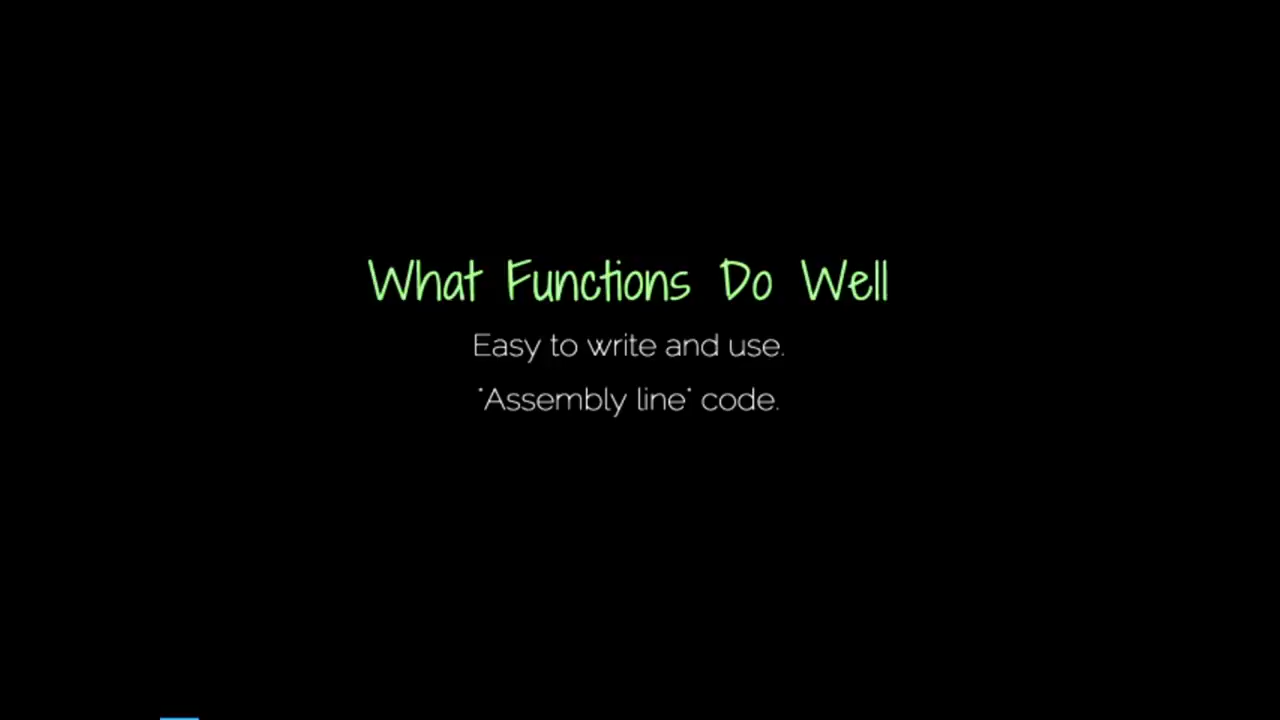 What Functions Do Well
Easy to write and use.
"Assembly line" code.